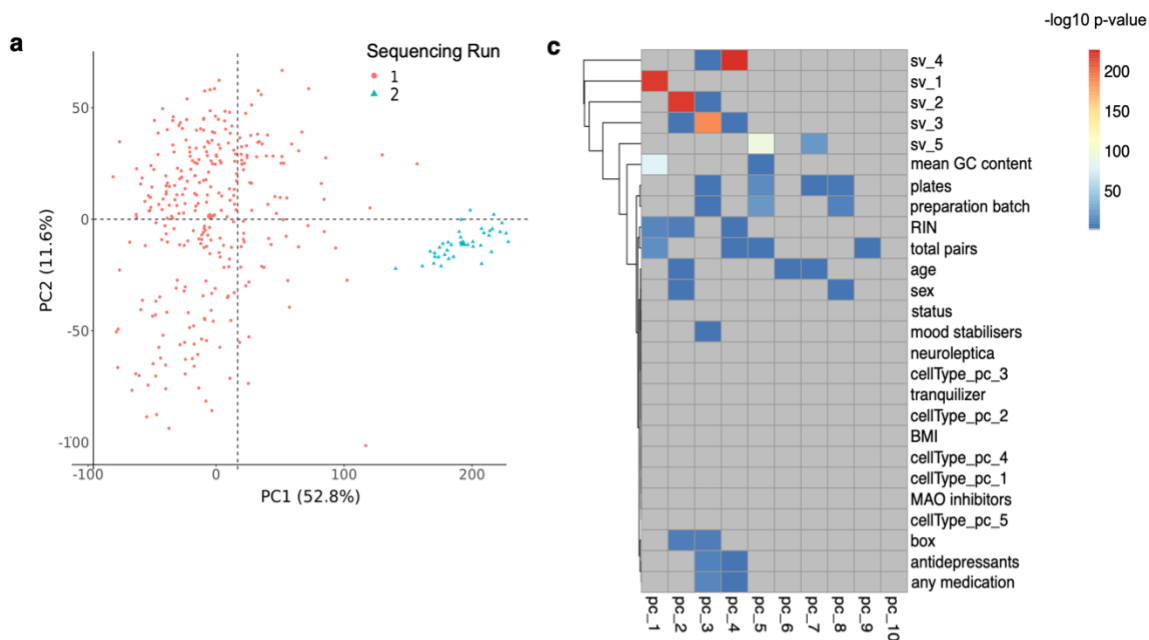 a
Sequencing Run
1
2
50
0
-50
-100
-100
0
100
200
PC2 (11.6%)
PC1 (52.8%)
c
-log10 p-value
200
150
100
50
sv_4
sv_1
sv_2
sv_3
sv_5
mean GC content
plates
preparation batch
RIN
total pairs
age
sex
status
mood stabilisers
neuroleptica
cellType_pc_3
tranquilizer
cellType_pc_2
BMI
cellType_pc_4
cellType_pc_1
MAO inhibitors
cellType_pc_5
box
antidepressants
any medication
pc_1
pc_2
pc_3
pc_4
pc_5
pc_6
pc_7
pc_8
pc_9
pc_10